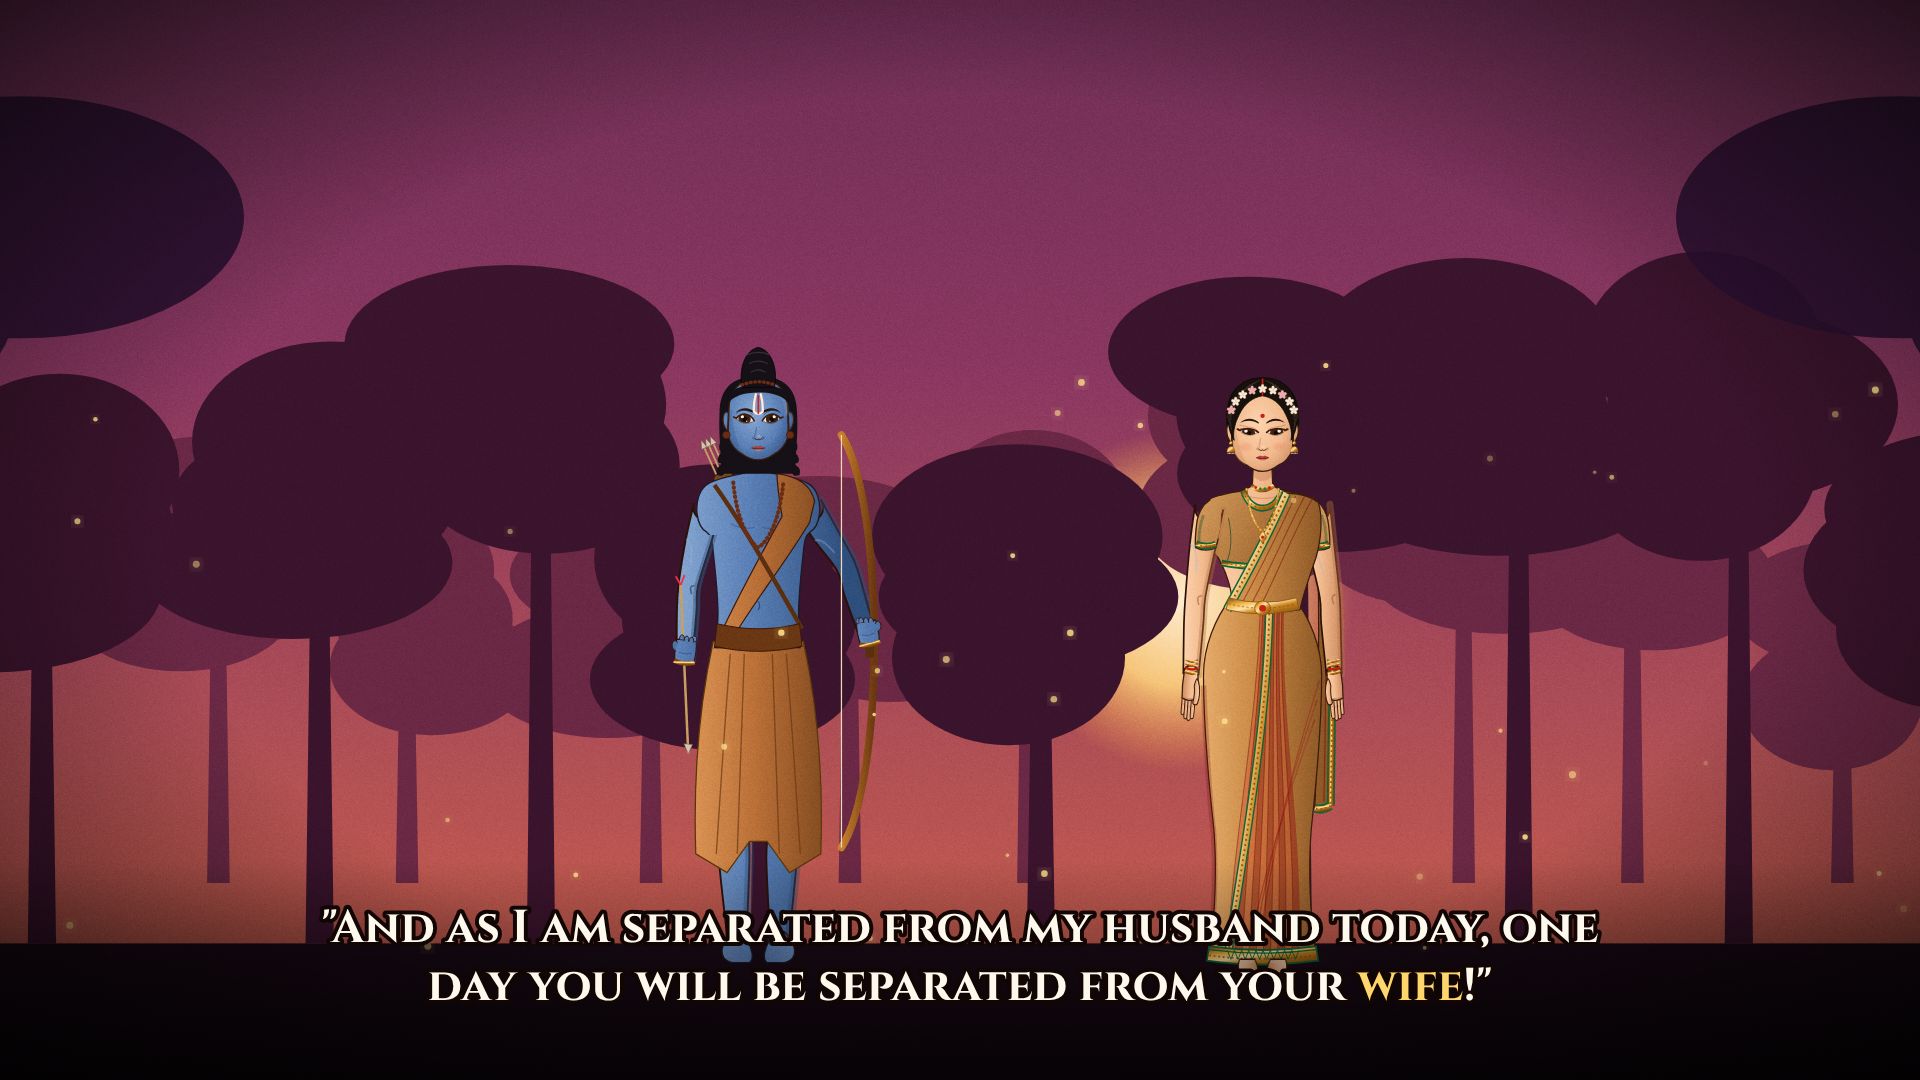 "And as I am separated from my husband today, one
day you will be separated from your wife!"